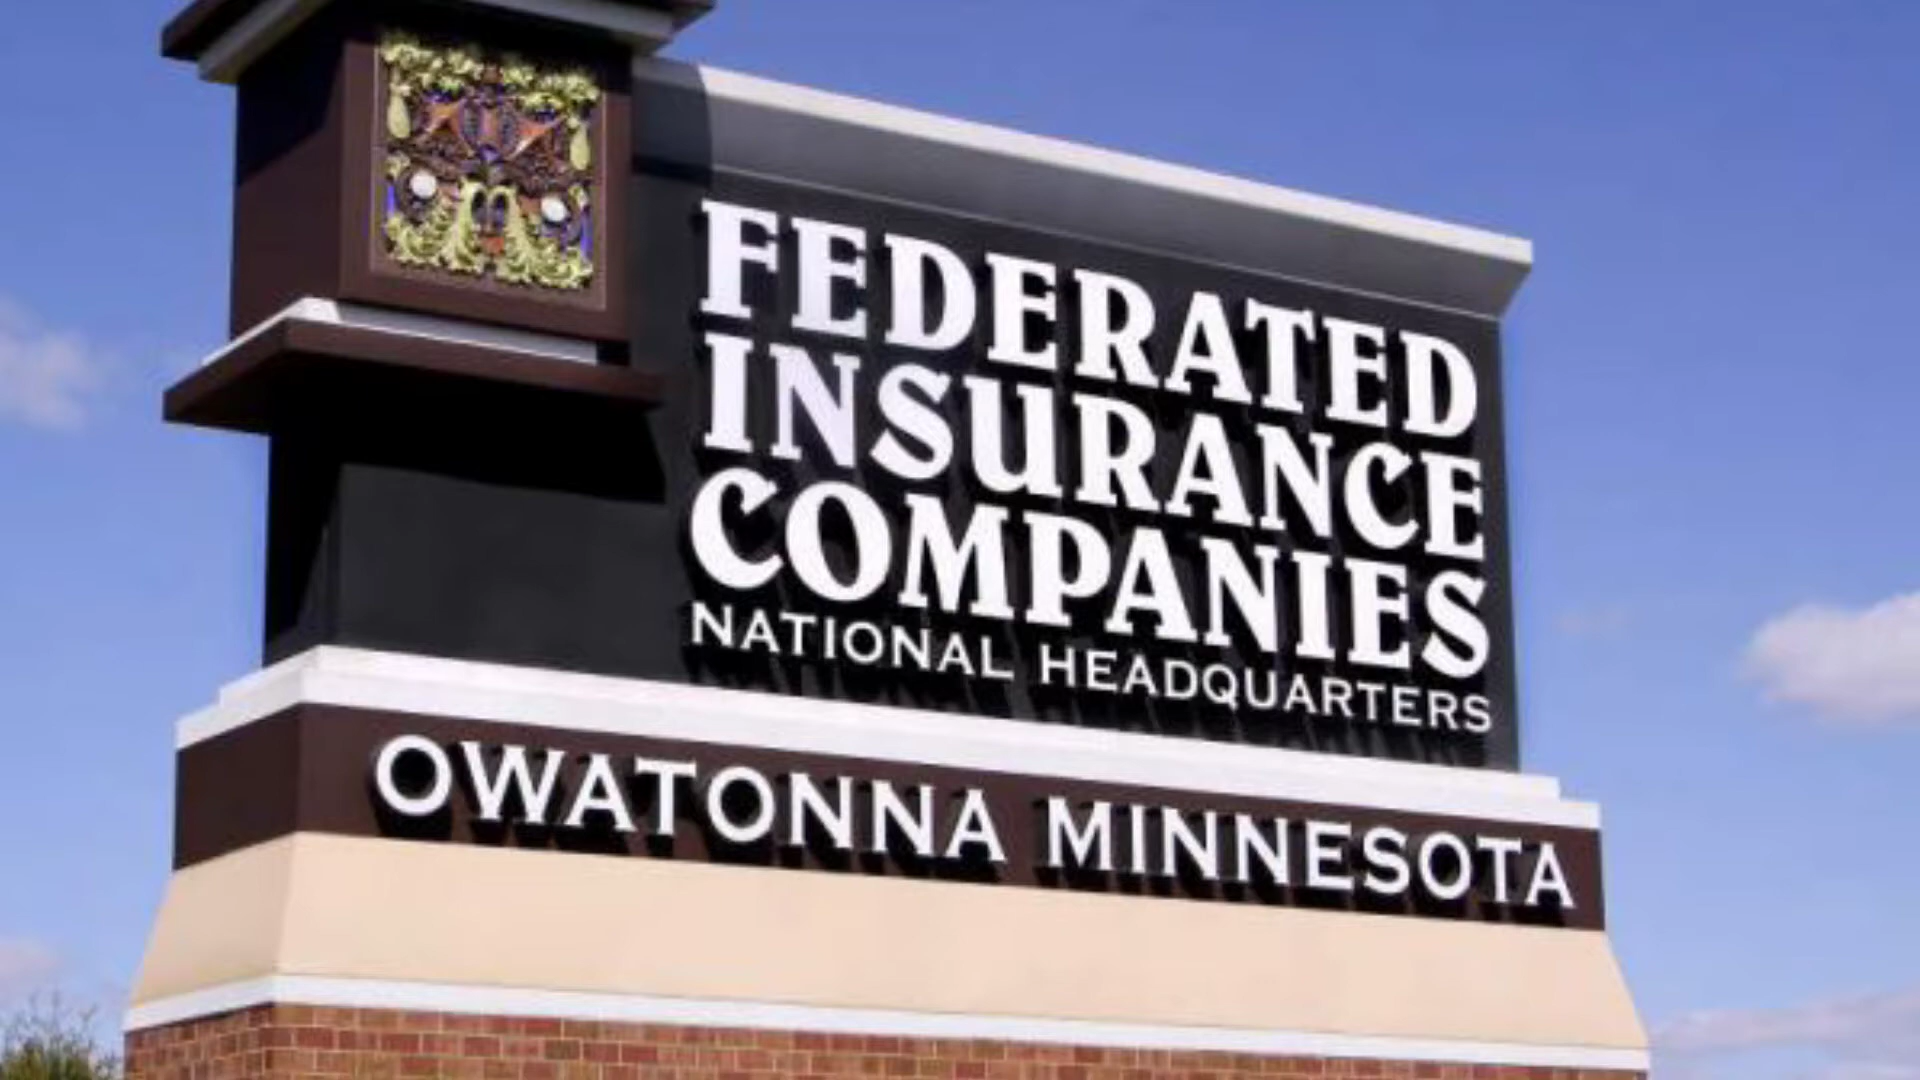 FEDERATED
INSURANCE
COMPANIES
NATIONAL HEADQUARTERS
OWATONNA MINNESOTA